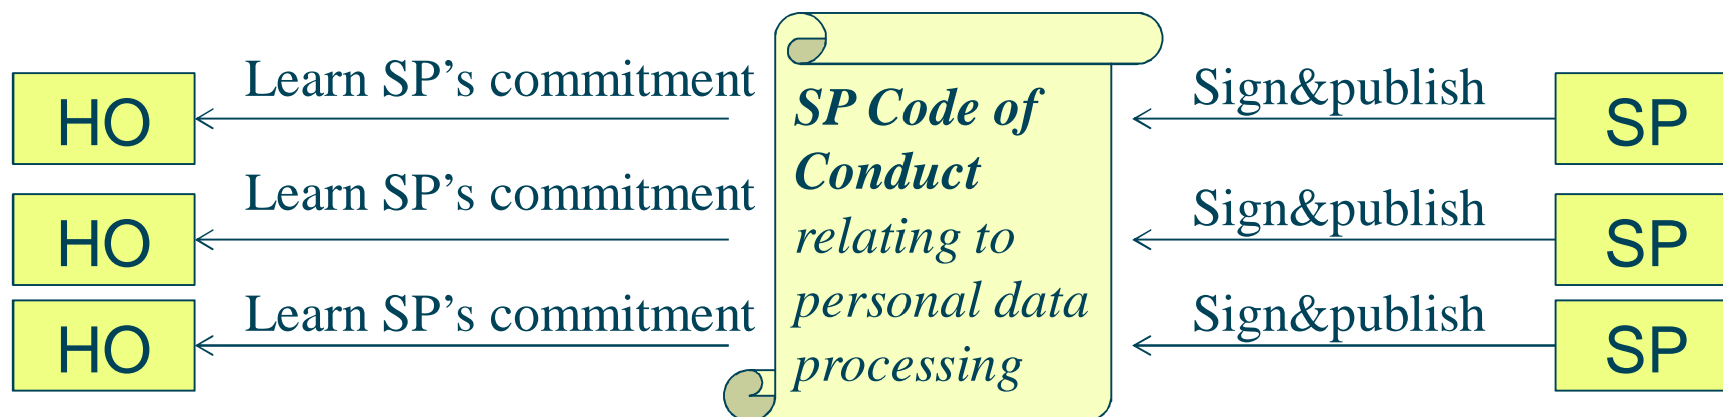 HO
Learn SP's commitment
SP Code of
Conduct
relating to
personal data
processing
Sign&publish
SP
HO
Learn SP's commitment
Sign&publish
SP
HO
Learn SP's commitment
Sign&publish
SP